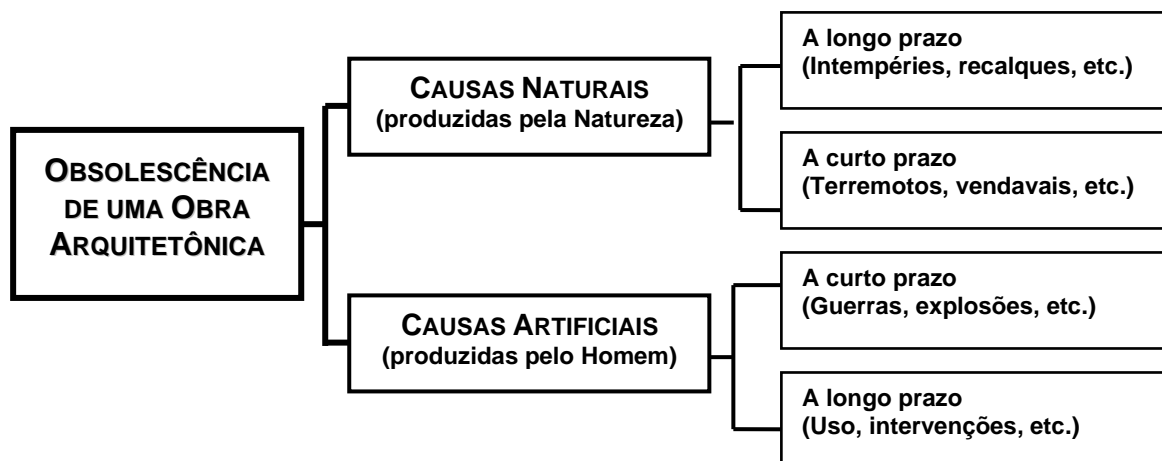 OBSOLESCÊNCIA
DE UMA OBRA
ARQUITETÔNICA
CAUSAS NATURAIS
(produzidas pela Natureza)
A longo prazo
(Intempéries, recalques, etc.)
A curto prazo
(Terremotos, vendavais, etc.)
CAUSAS ARTIFICIAIS
(produzidas pelo Homem)
A curto prazo
(Guerras, explosões, etc.)
A longo prazo
(Uso, intervenções, etc.)